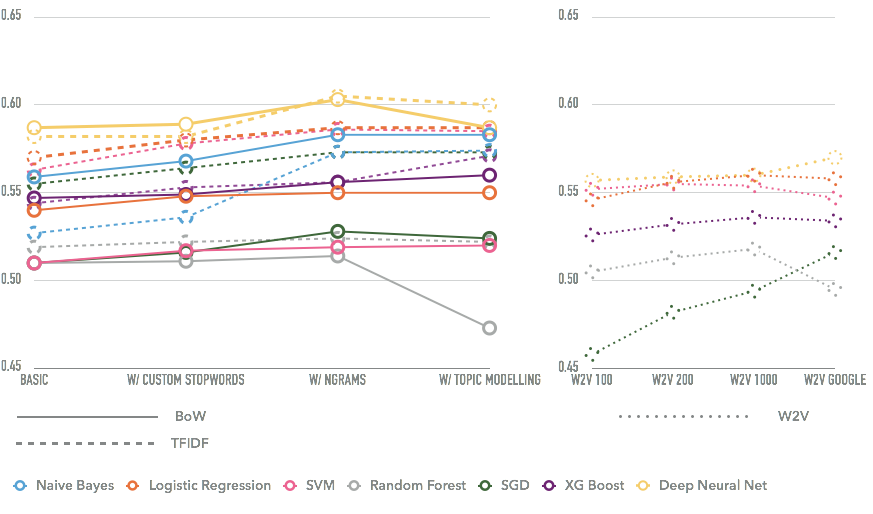 0.65
0.60
0.55
0.50
0.45
BASIC
W/ CUSTOM STOPWORDS
W/ NGRAMS
W/ TOPIC MODELLING
0.65
0.60
0.55
0.50
0.45
W2V 100
W2V 200
W2V 1000
W2V GOOGLE
BoW
TFIDF
W2V
Naive Bayes
Logistic Regression
SVM
Random Forest
SGD
XG Boost
Deep Neural Net